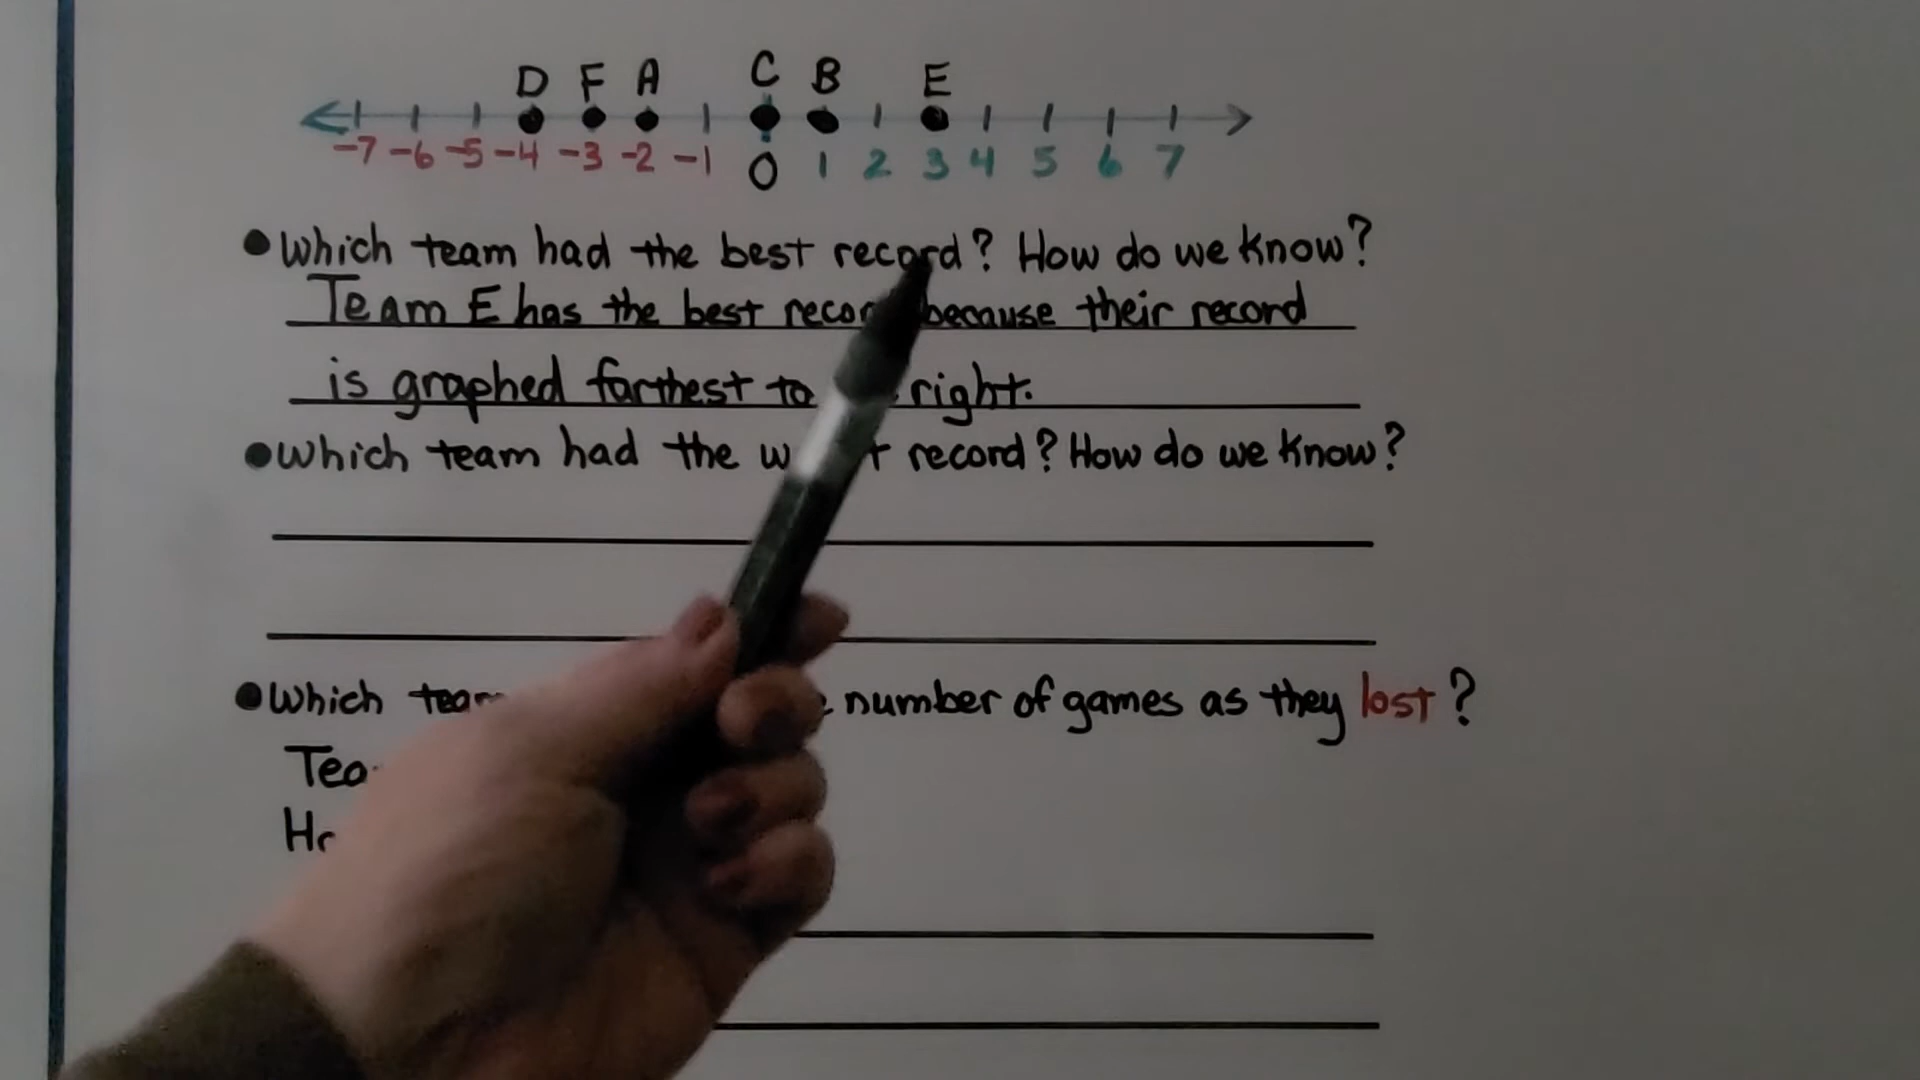 D F A C B E
-7 -6 -5 -4 -3 -2 -1 0 1 2 3 4 5 6 7
Which team had the best record? How do we know?
Team E has the best record because their record
is graphed farthest to right.
Which team had the record? How do we know?
Which number of games as they lost?